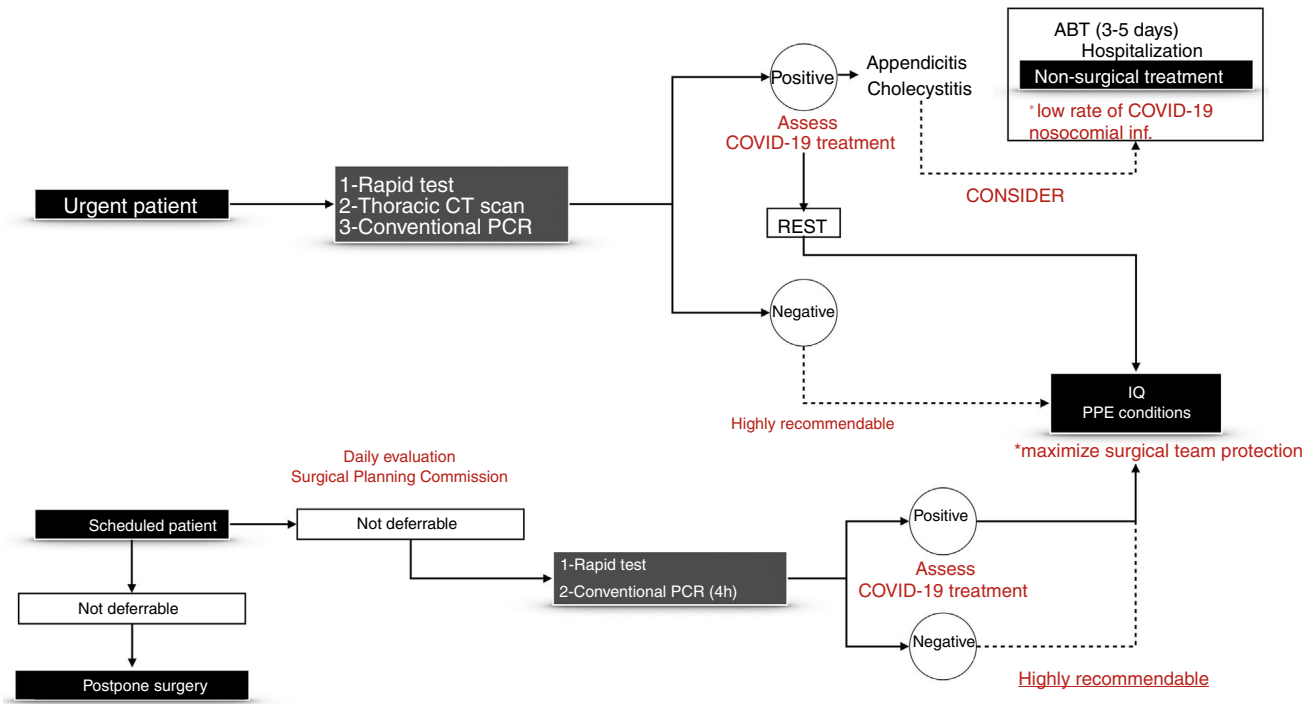 Urgent patient
1-Rapid test
2-Thoracic CT scan
3-Conventional PCR
Positive
Assess
COVID-19 treatment
Appendicitis
Cholecystitis
ABT (3-5 days)
Hospitalization
Non-surgical treatment
*low rate of COVID-19
nosocomial inf.
CONSIDER
REST
Negative
Highly recommendable
IQ
PPE conditions
*maximize surgical team protection
Daily evaluation
Surgical Planning Commission
Scheduled patient
Not deferrable
Not deferrable
Postpone surgery
1-Rapid test
2-Conventional PCR (4h)
Positive
Assess
COVID-19 treatment
Negative
Highly recommendable